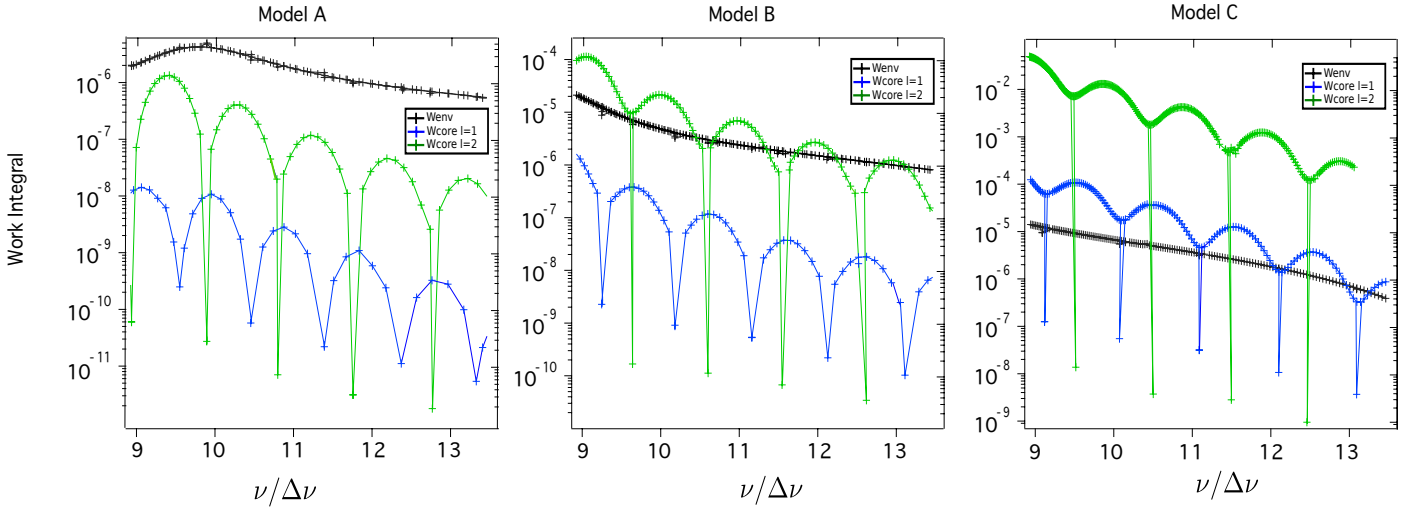 Model A
Model B
Model C
Work Integral
10⁻⁶
10⁻⁷
10⁻⁸
10⁻⁹
10⁻¹⁰
10⁻¹¹
Wenv
Wcore l=1
Wcore l=2
9 10 11 12 13
ν/Δν
10⁻⁴
10⁻⁵
10⁻⁶
10⁻⁷
10⁻⁸
10⁻⁹
10⁻¹⁰
Wenv
Wcore l=1
Wcore l=2
9 10 11 12 13
ν/Δν
10⁻²
10⁻³
10⁻⁴
10⁻⁵
10⁻⁶
10⁻⁷
10⁻⁸
10⁻⁹
Wenv
Wcore l=1
Wcore l=2
9 10 11 12 13
ν/Δν